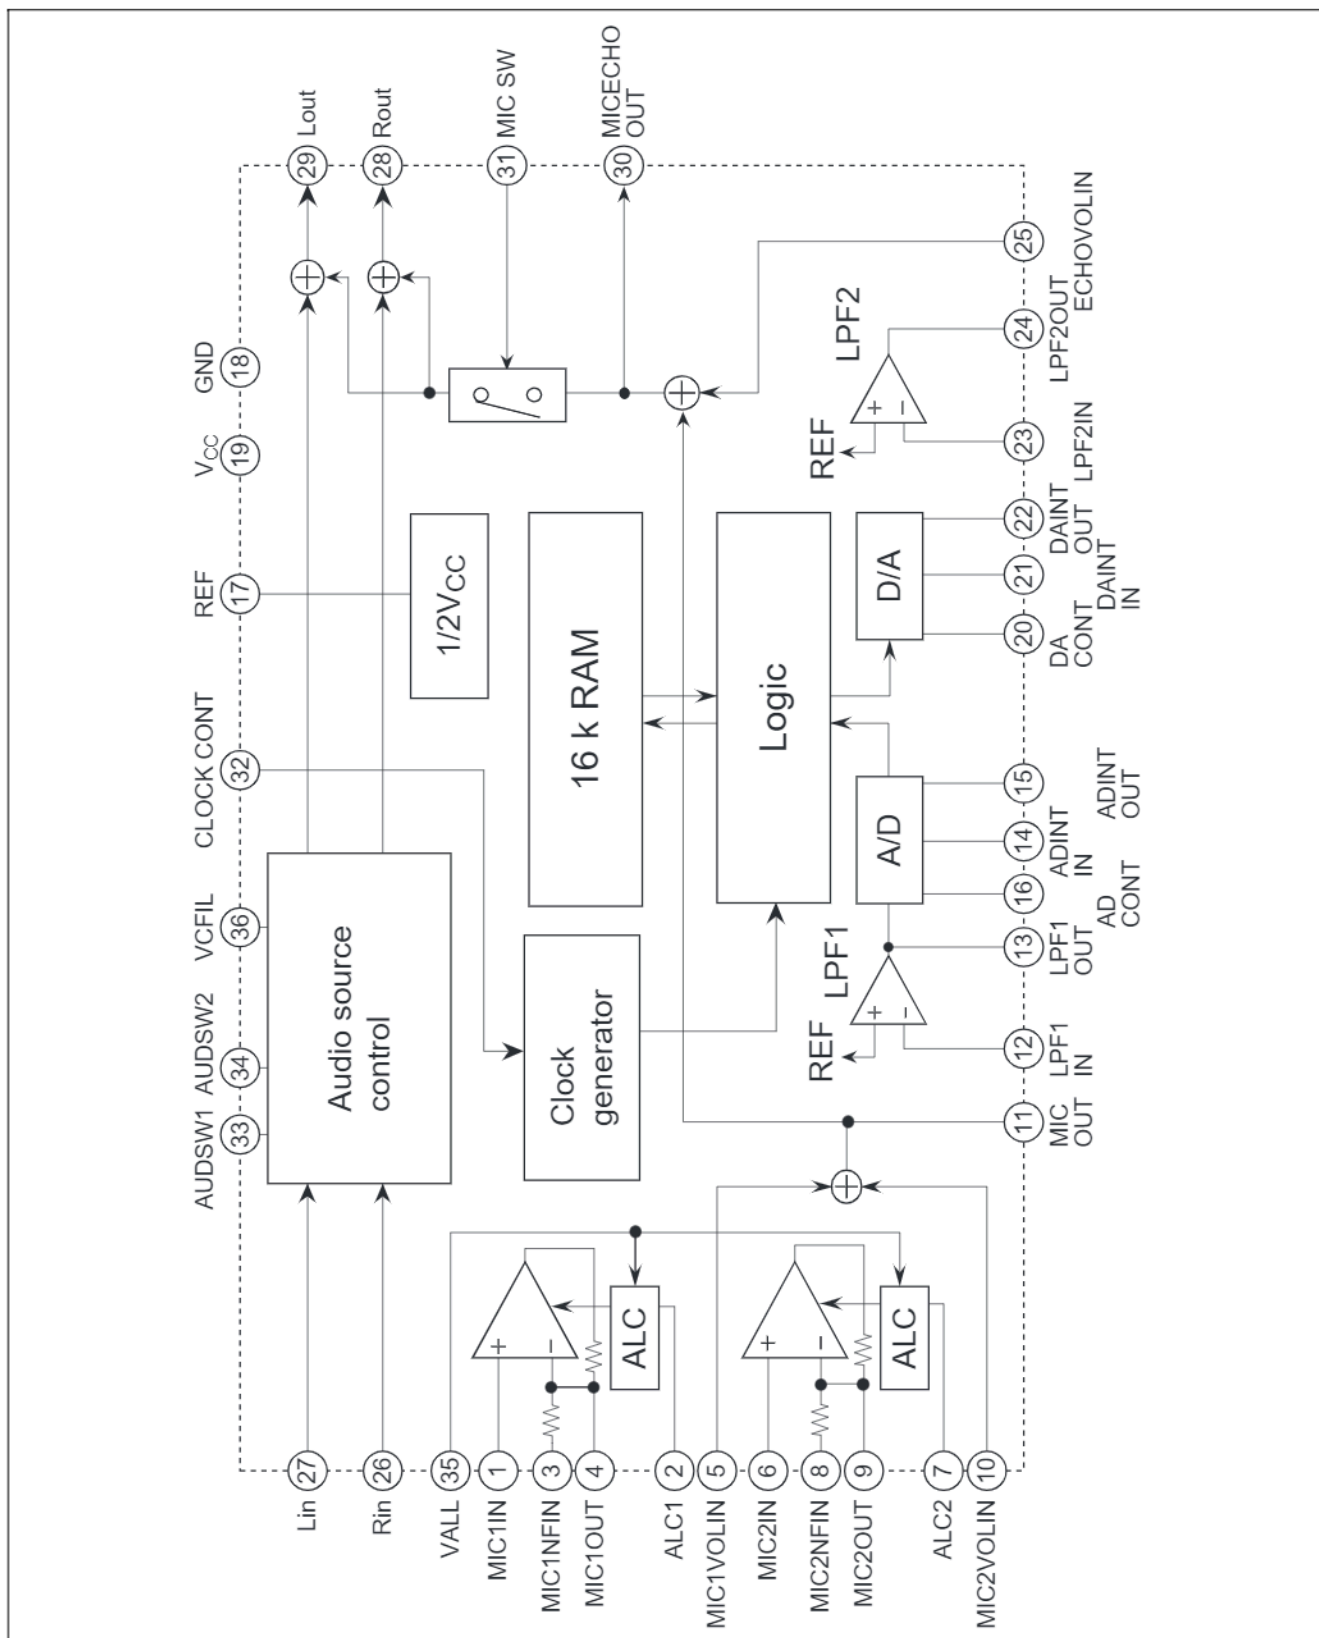 Lin
27
Rin
26
VALL
35
MIC1IN
1
MIC1NFIN
3
MIC1OUT
4
ALC1
2
MIC1VOLIN
5
MIC2IN
6
MIC2NFIN
8
MIC2OUT
9
ALC2
7
MIC2VOLIN
10
AUDSW1
33
AUDSW2
34
VCFIL
36
CLOCK CONT
32
REF
17
VCC
19
GND
18
Lout
29
Rout
28
MIC SW
31
MICECHO
OUT
30
Audio source
control
Clock
generator
1/2VCC
16 k RAM
Logic
A/D
D/A
LPF1
REF
+
−
LPF2
REF
+
−
ALC
+
−
ALC
+
−
11
MIC
OUT
12
LPF1
IN
13
LPF1
OUT
16
AD
CONT
14
ADINT
IN
15
ADINT
OUT
20
DA
CONT
21
DAINT
IN
22
DAINT
OUT
23
LPF2IN
24
LPF2OUT
25
ECHOVOLIN